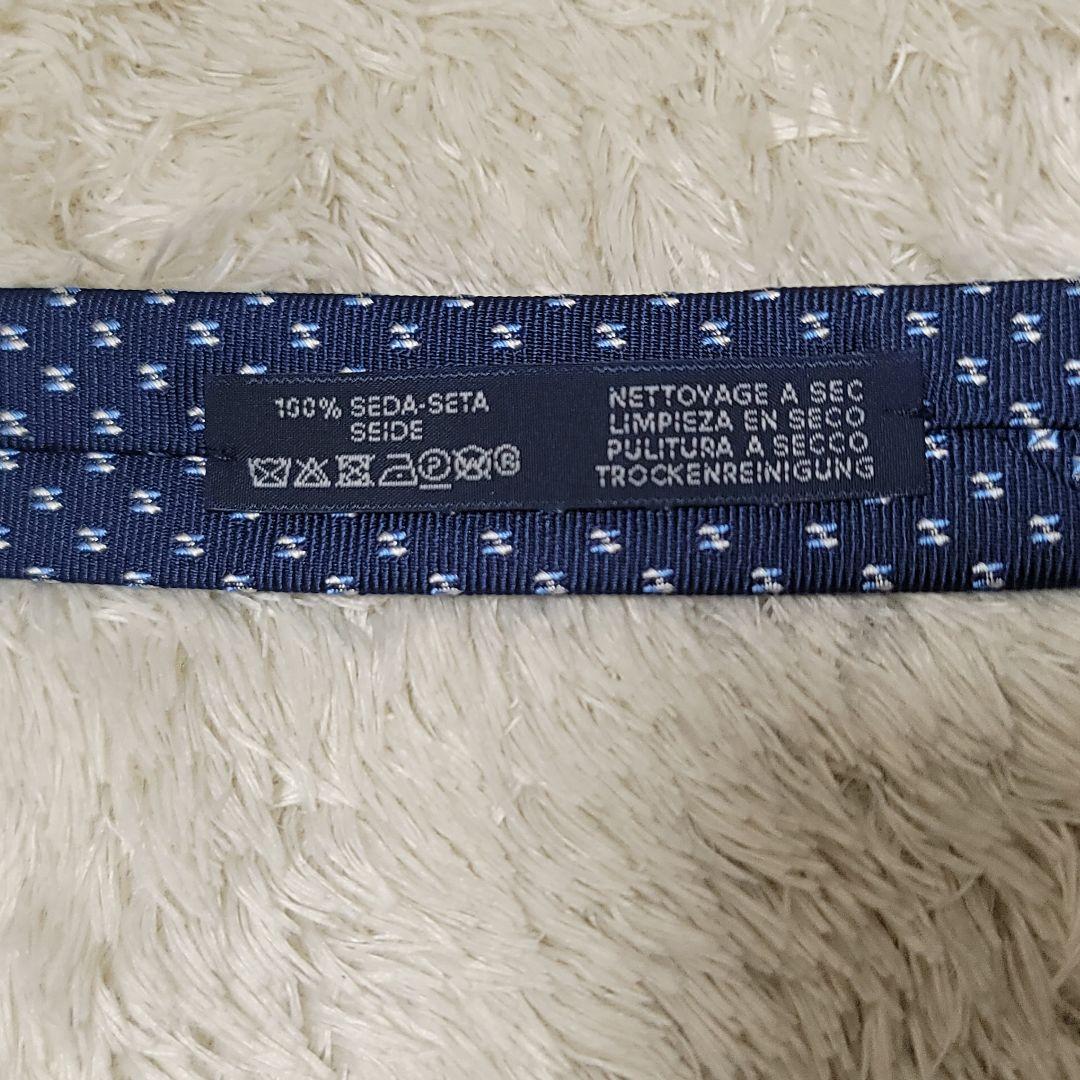 100% SEDA-SETA
SEIDE
NETTOYAGE A SEC
LIMPIEZA EN SECO
PULITURA A SECCO
TROCKENREINIGUNG